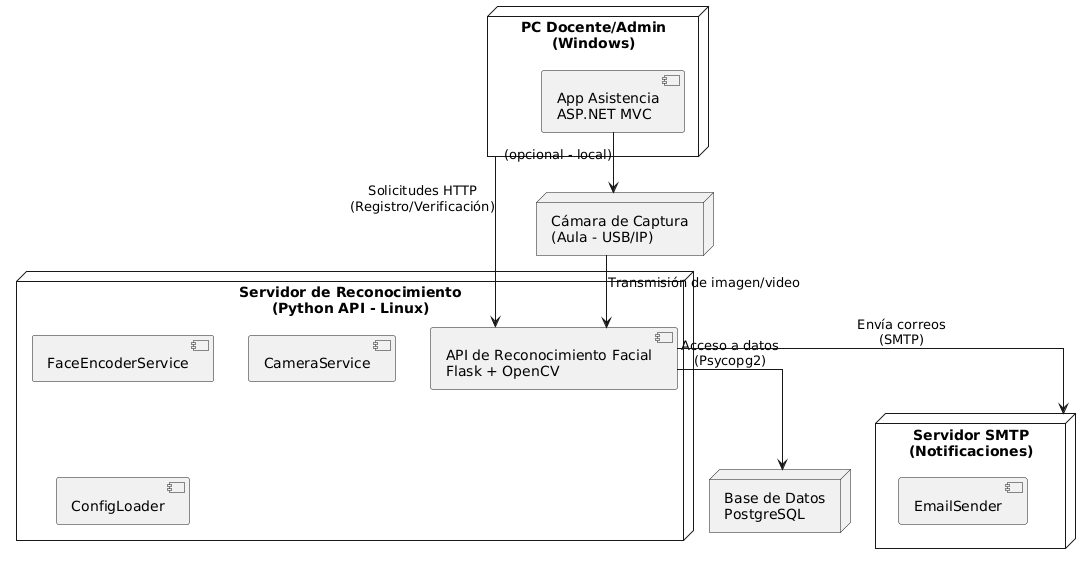 PC Docente/Admin
(Windows)
App Asistencia
ASP.NET MVC
(opcional - local)
Solicitudes HTTP
(Registro/Verificación)
Cámara de Captura
(Aula - USB/IP)
Transmisión de imagen/video
Servidor de Reconocimiento
(Python API - Linux)
FaceEncoderService
CameraService
API de Reconocimiento Facial
Flask + OpenCV
Acceso a datos
(Psycopg2)
Envía correos
(SMTP)
ConfigLoader
Base de Datos
PostgreSQL
Servidor SMTP
(Notificaciones)
EmailSender